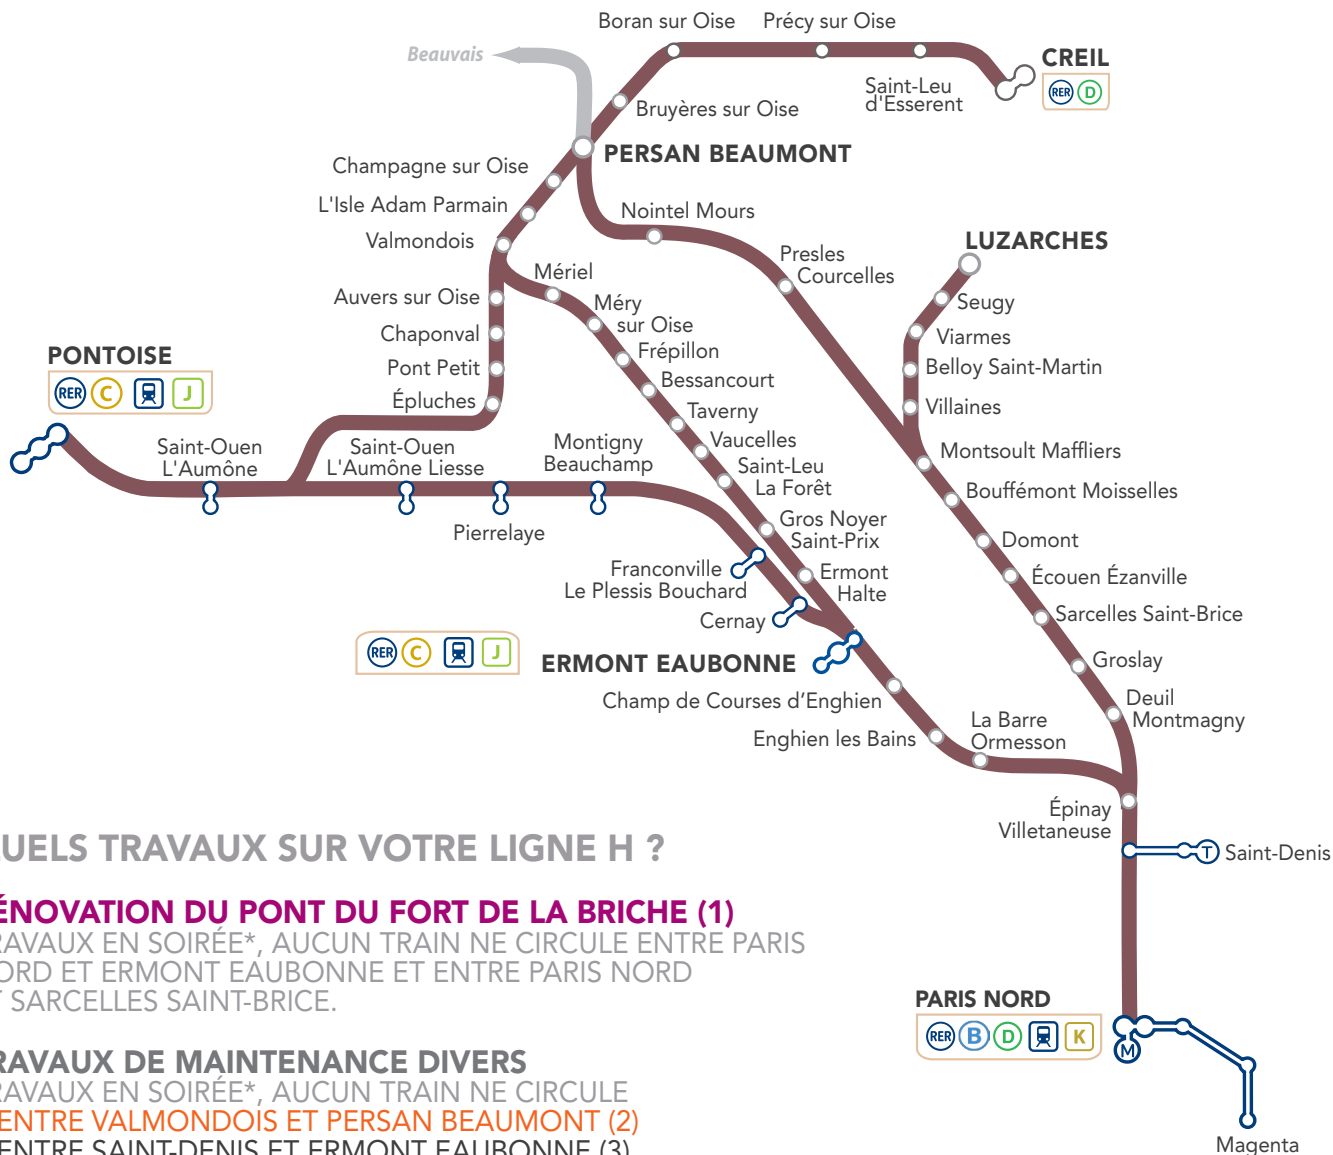 Boran sur Oise
Précy sur Oise
Beauvais
CREIL
RER D
Saint-Leu
d'Esserent
Bruyères sur Oise
PERSAN BEAUMONT
Champagne sur Oise
L'Isle Adam Parmain
Nointel Mours
Valmondois
LUZARCHES
Presles
Courcelles
Mériel
Auvers sur Oise
Seugy
Méry
sur Oise
Chaponval
Viarmes
Frépillon
PONTOISE
RER C J
Pont Petit
Belloy Saint-Martin
Bessancourt
Épluches
Villaines
Taverny
Saint-Ouen
L'Aumône
Saint-Ouen
L'Aumône Liesse
Montigny
Beauchamp
Vaucelles
Montsoult Maffliers
Saint-Leu
La Forêt
Bouffémont Moisselles
Pierrelaye
Gros Noyer
Saint-Prix
Domont
Franconville
Le Plessis Bouchard
Ermont
Halte
Écouen Ézanville
Cernay
Sarcelles Saint-Brice
RER C J
ERMONT EAUBONNE
Groslay
Champ de Courses d'Enghien
Deuil
Montmagny
Enghien les Bains
La Barre
Ormesson
Épinay
Villetaneuse
T Saint-Denis
UELS TRAVAUX SUR VOTRE LIGNE H ?
ÉNOVATION DU PONT DU FORT DE LA BRICHE (1)
RAVAUX EN SOIRÉE*, AUCUN TRAIN NE CIRCULE ENTRE PARIS
ORD ET ERMONT EAUBONNE ET ENTRE PARIS NORD
T SARCELLES SAINT-BRICE.
PARIS NORD
RER B D K
M
RAVAUX DE MAINTENANCE DIVERS
RAVAUX EN SOIRÉE*, AUCUN TRAIN NE CIRCULE
ENTRE VALMONDOIS ET PERSAN BEAUMONT (2)
ENTRE SAINT-DENIS ET ERMONT EAUBONNE (3)
Magenta